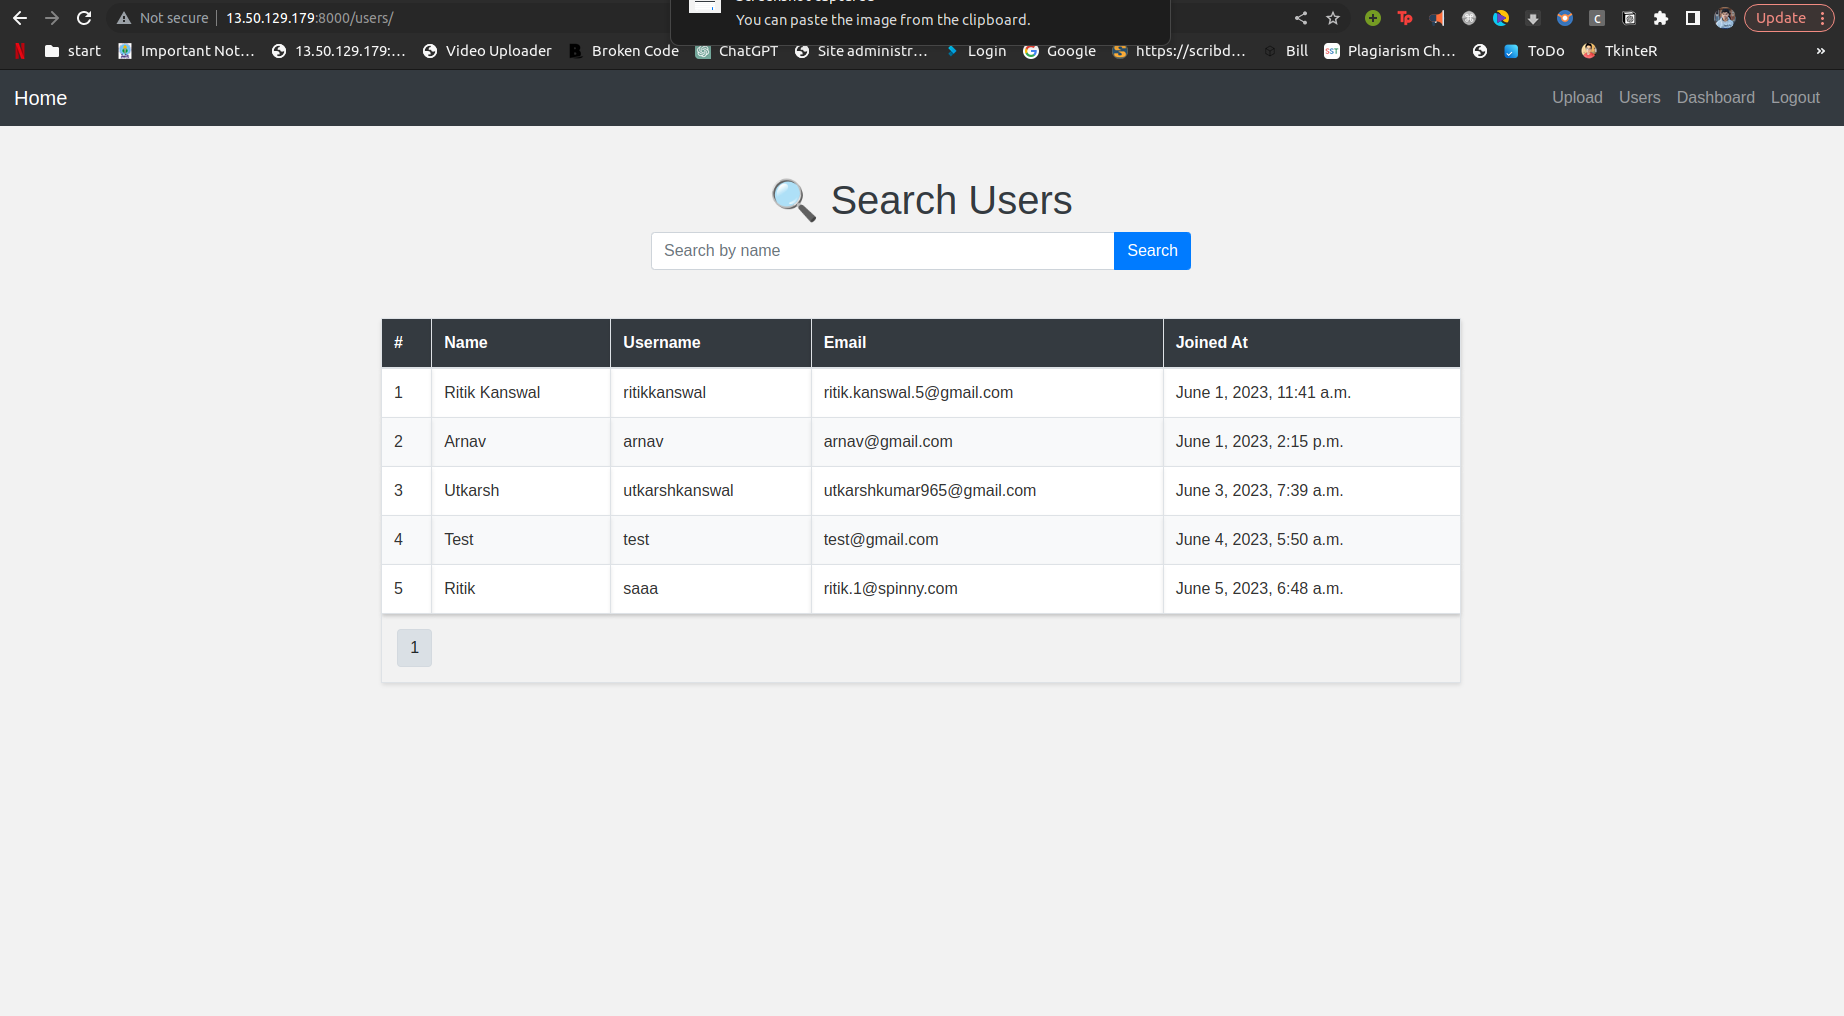 Not secure 13.50.129.179:8000/users/
You can paste the image from the clipboard.
Update
start Important Not... 13.50.129.179:... Video Uploader Broken Code ChatGPT Site administr... Login Google https://scribd... Bill Plagiarism Ch... ToDo TkinteR »
Home Upload Users Dashboard Logout
Search Users
Search by name Search
# Name Username Email Joined At
1 Ritik Kanswal ritikkanswal ritik.kanswal.5@gmail.com June 1, 2023, 11:41 a.m.
2 Arnav arnav arnav@gmail.com June 1, 2023, 2:15 p.m.
3 Utkarsh utkarshkanswal utkarshkumar965@gmail.com June 3, 2023, 7:39 a.m.
4 Test test test@gmail.com June 4, 2023, 5:50 a.m.
5 Ritik saaa ritik.1@spinny.com June 5, 2023, 6:48 a.m.
1